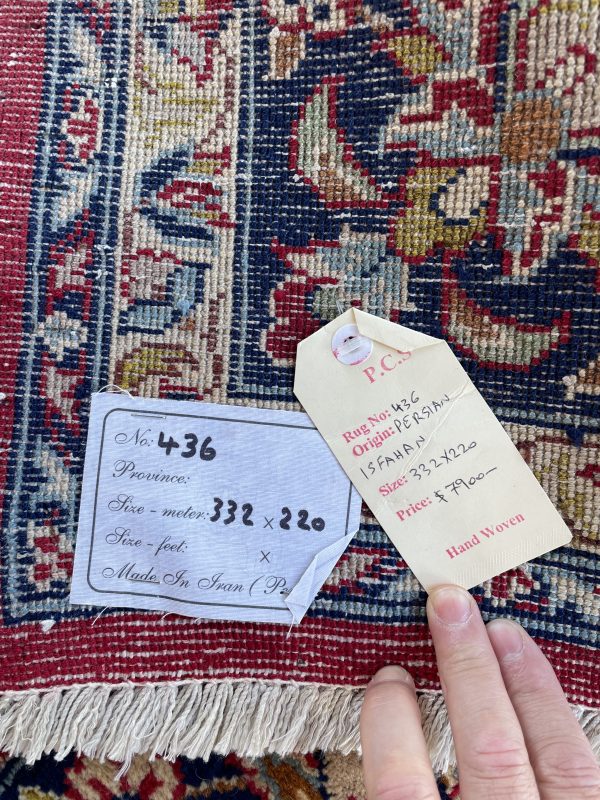 No: 436
Province:
Size - meter: 332 x 220
Size - feet: x
Made In Iran (
P.C.S
Rug No: 436
Origin: PERSIAN
ISFAHAN
Size: 332X220
Price: $ 7900-
Hand Woven